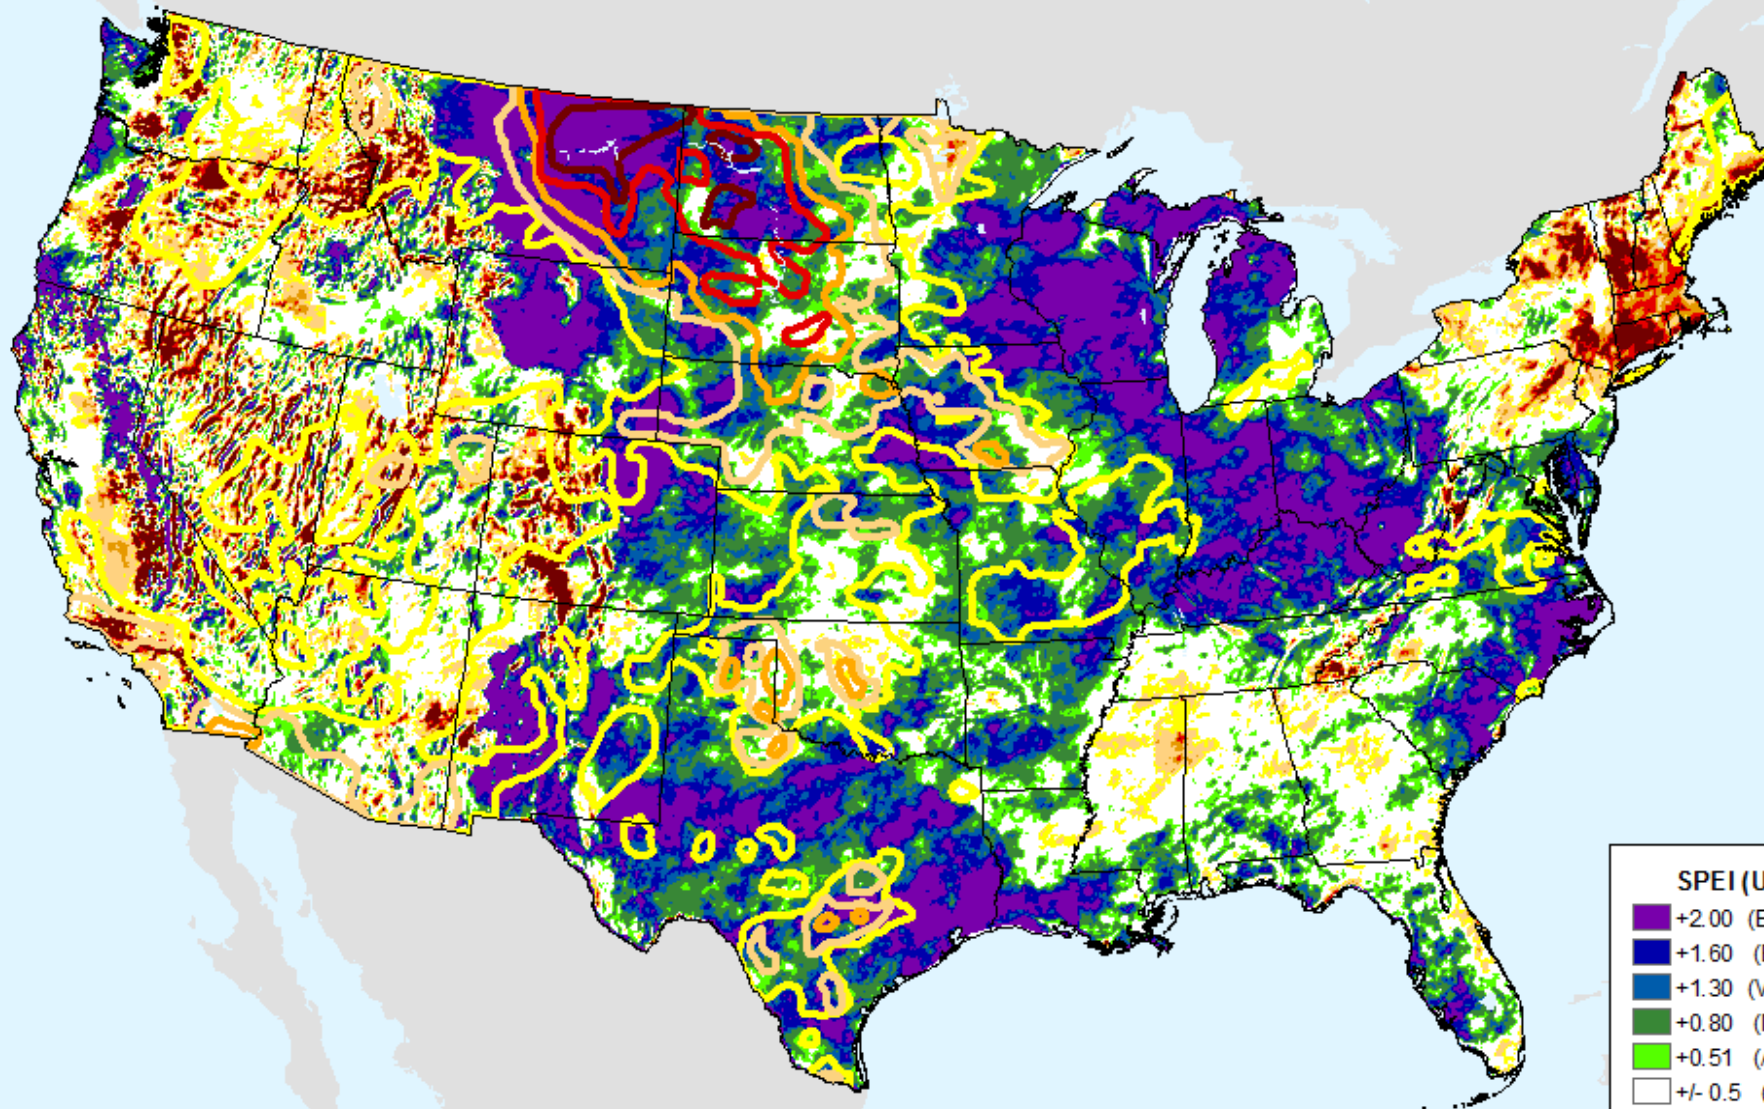 SPEI (U
+2.00 (E
+1.60 (
+1.30 (V
+0.80 (
+0.51 (
+/- 0.5 (